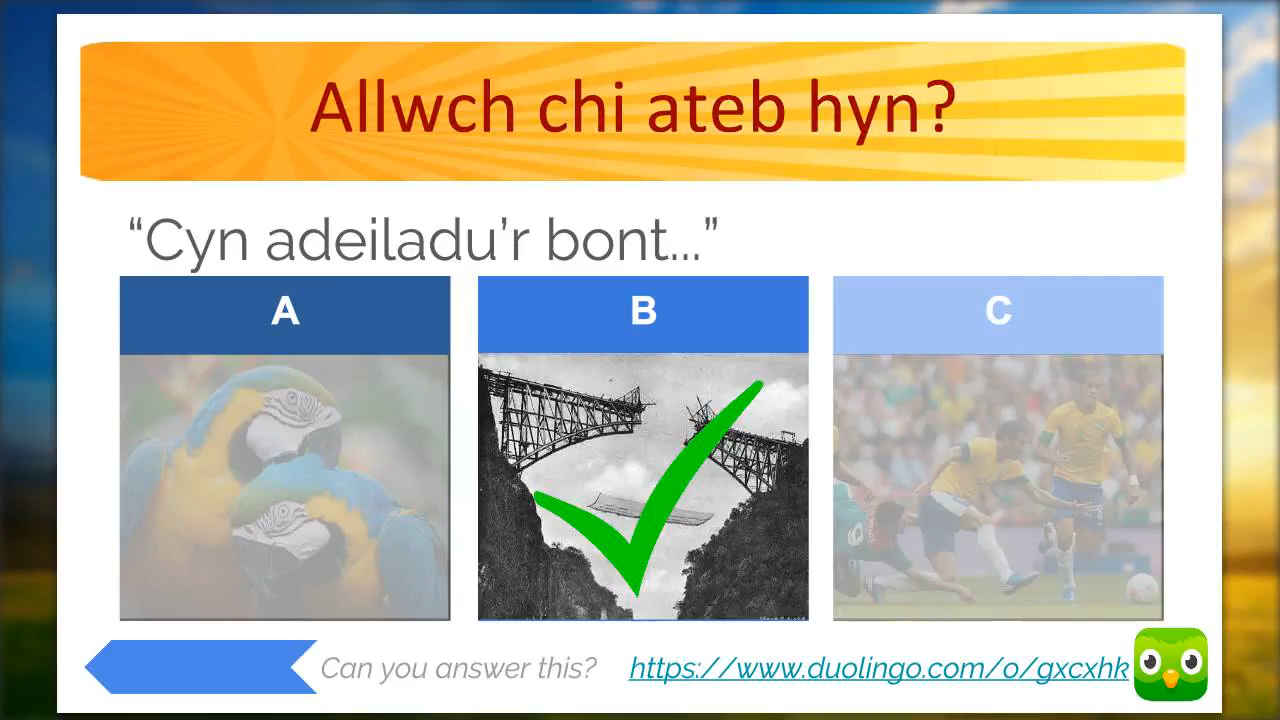 Allwch chi ateb hyn?
“Cyn adeiladu’r bont...”
A
B
C
Can you answer this?
https://www.duolingo.com/o/gxcxhk